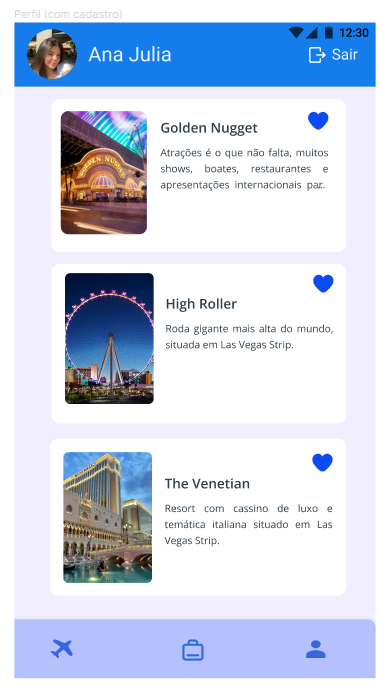 Perfil (com cadastro)
12:30
Ana Julia
Sair
Golden Nugget
Atrações é o que não falta, muitos
shows, boates, restaurantes e
apresentações internacionais par..
GOLDEN NUGGET
High Roller
Roda gigante mais alta do mundo,
situada em Las Vegas Strip.
The Venetian
Resort com cassino de luxo e
temática italiana situado em Las
Vegas Strip.